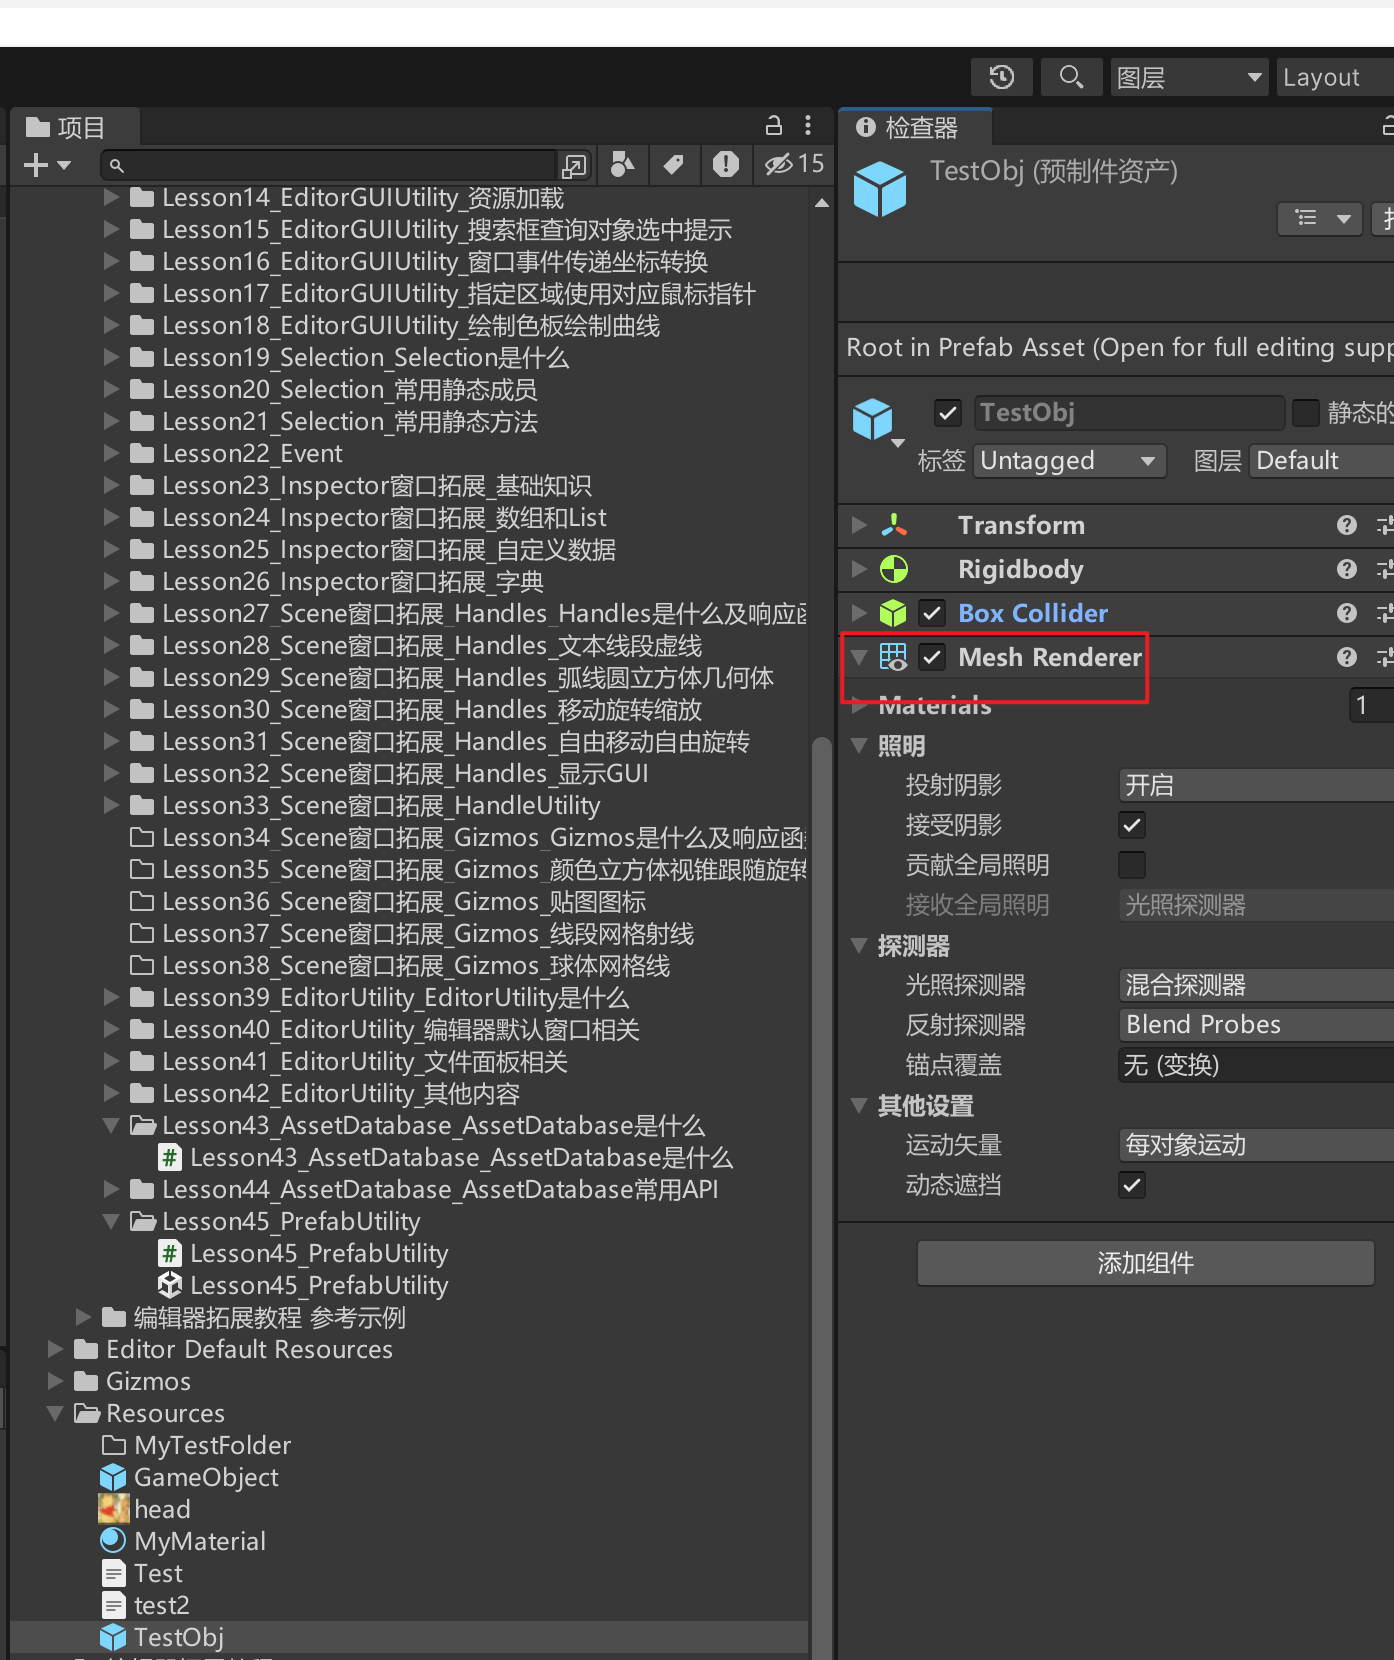 图层
Layout
项目
15
Lesson14_EditorGUIUtility_资源加载
Lesson15_EditorGUIUtility_搜索框查询对象选中提示
Lesson16_EditorGUIUtility_窗口事件传递坐标转换
Lesson17_EditorGUIUtility_指定区域使用对应鼠标指针
Lesson18_EditorGUIUtility_绘制色板绘制曲线
Lesson19_Selection_Selection是什么
Lesson20_Selection_常用静态成员
Lesson21_Selection_常用静态方法
Lesson22_Event
Lesson23_Inspector窗口拓展_基础知识
Lesson24_Inspector窗口拓展_数组和List
Lesson25_Inspector窗口拓展_自定义数据
Lesson26_Inspector窗口拓展_字典
Lesson27_Scene窗口拓展_Handles_Handles是什么及响应
Lesson28_Scene窗口拓展_Handles_文本线段虚线
Lesson29_Scene窗口拓展_Handles_弧线圆立方体几何体
Lesson30_Scene窗口拓展_Handles_移动旋转缩放
Lesson31_Scene窗口拓展_Handles_自由移动自由旋转
Lesson32_Scene窗口拓展_Handles_显示GUI
Lesson33_Scene窗口拓展_HandleUtility
Lesson34_Scene窗口拓展_Gizmos_Gizmos是什么及响应函
Lesson35_Scene窗口拓展_Gizmos_颜色立方体视锥跟随旋转
Lesson36_Scene窗口拓展_Gizmos_贴图图标
Lesson37_Scene窗口拓展_Gizmos_线段网格射线
Lesson38_Scene窗口拓展_Gizmos_球体网格线
Lesson39_EditorUtility_EditorUtility是什么
Lesson40_EditorUtility_编辑器默认窗口相关
Lesson41_EditorUtility_文件面板相关
Lesson42_EditorUtility_其他内容
Lesson43_AssetDatabase_AssetDatabase是什么
Lesson43_AssetDatabase_AssetDatabase是什么
Lesson44_AssetDatabase_AssetDatabase常用API
Lesson45_PrefabUtility
Lesson45_PrefabUtility
Lesson45_PrefabUtility
编辑器拓展教程 参考示例
Editor Default Resources
Gizmos
Resources
MyTestFolder
GameObject
head
MyMaterial
Test
test2
TestObj
检查器
TestObj (预制件资产)
Root in Prefab Asset (Open for full editing supp
TestObj
静态的
标签 Untagged 图层 Default
Transform
Rigidbody
Box Collider
Mesh Renderer
Materials 1
照明
投射阴影 开启
接受阴影
贡献全局照明
接收全局照明 光照探测器
探测器
光照探测器 混合探测器
反射探测器 Blend Probes
锚点覆盖 无 (变换)
其他设置
运动矢量 每对象运动
动态遮挡
添加组件